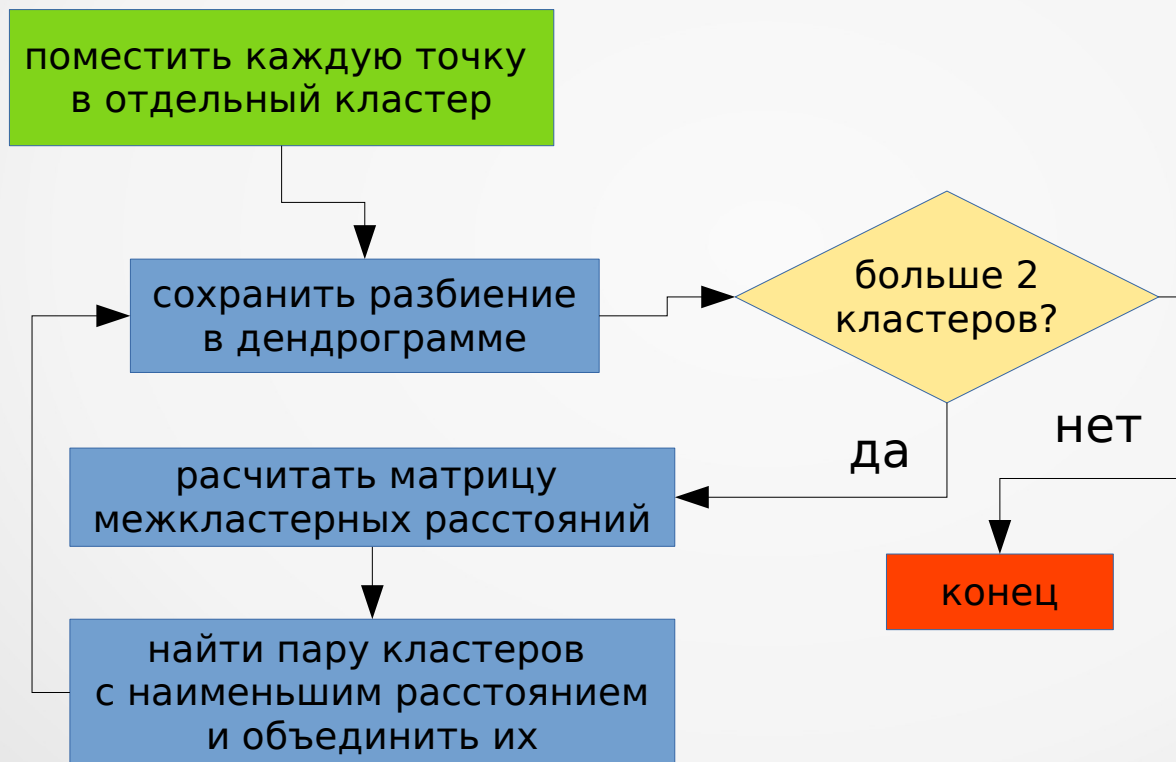 поместить каждую точку
в отдельный кластер
сохранить разбиение
в дендрограмме
больше 2
кластеров?
да
нет
расчитать матрицу
межкластерных расстояний
конец
найти пару кластеров
с наименьшим расстоянием
и объединить их